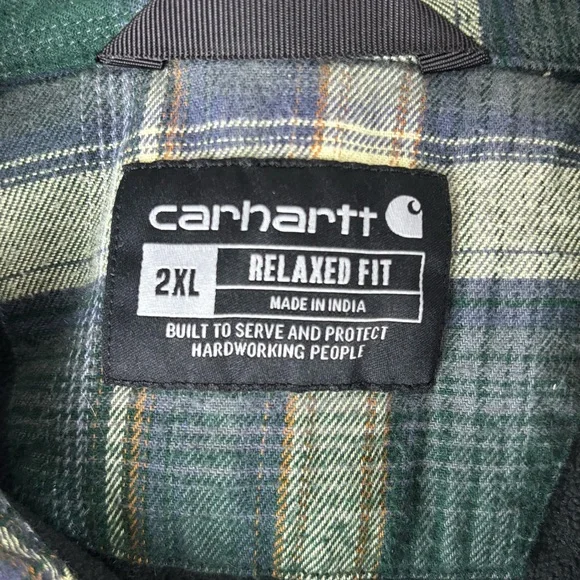 carhartt
2XL
RELAXED FIT
MADE IN INDIA
BUILT TO SERVE AND PROTECT
HARDWORKING PEOPLE